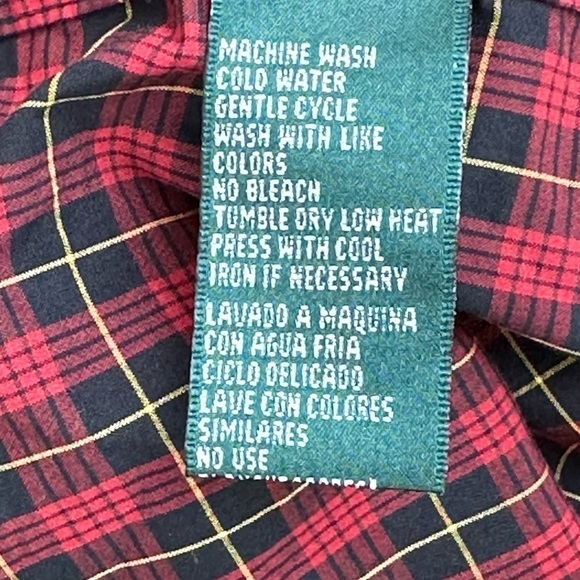 MACHINE WASH
COLD WATER
GENTLE CYCLE
WASH WITH LIKE
COLORS
NO BLEACH
TUMBLE DRY LOW HEAT
PRESS WITH COOL
IRON IF NECESSARY
LAVADO A MAQUINA
CON AGUA FRIA
CICLO DELICADO
LAVE CON COLORES
SIMILARES
NO USE